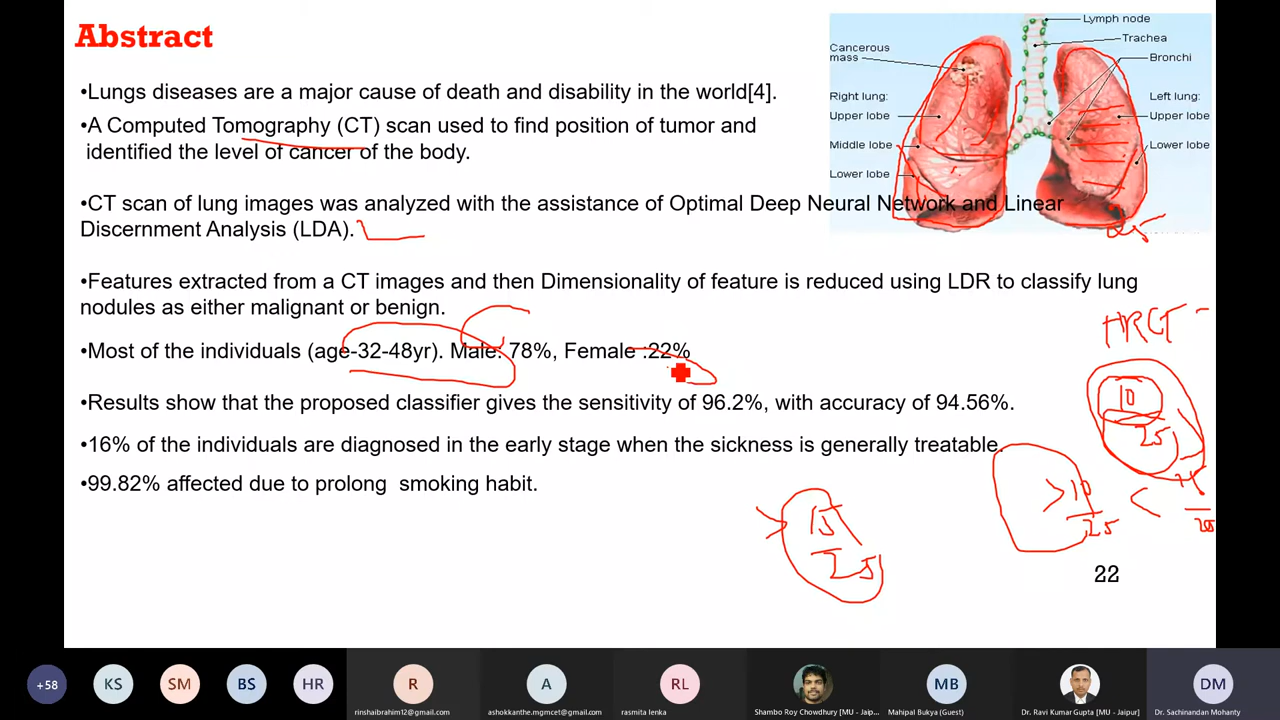 Abstract
•Lungs diseases are a major cause of death and disability in the world[4].
•A Computed Tomography (CT) scan used to find position of tumor and
identified the level of cancer of the body.
•CT scan of lung images was analyzed with the assistance of Optimal Deep Neural Network and Linear
Discernment Analysis (LDA).
•Features extracted from a CT images and then Dimensionality of feature is reduced using LDR to classify lung
nodules as either malignant or benign.
•Most of the individuals (age-32-48yr). Male: 78%, Female :22%
•Results show that the proposed classifier gives the sensitivity of 96.2%, with accuracy of 94.56%.
•16% of the individuals are diagnosed in the early stage when the sickness is generally treatable.
•99.82% affected due to prolong smoking habit.
Lymph node
Trachea
Bronchi
Cancerous
mass
Right lung:
Upper lobe
Middle lobe
Lower lobe
Left lung:
Upper lobe
Lower lobe
25
HRCT
10
25
>10
25
<
15
25
22
+58
KS
SM
BS
HR
R
rinshaibrahim12@gmail.com
A
ashokkanthe.mgmcet@gmail.com
RL
rasmita lenka
Shambo Roy Chowdhury [MU - Jaip...
MB
Mahipal Bukya (Guest)
Dr. Ravi Kumar Gupta [MU - Jaipur]
DM
Dr. Sachinandan Mohanty